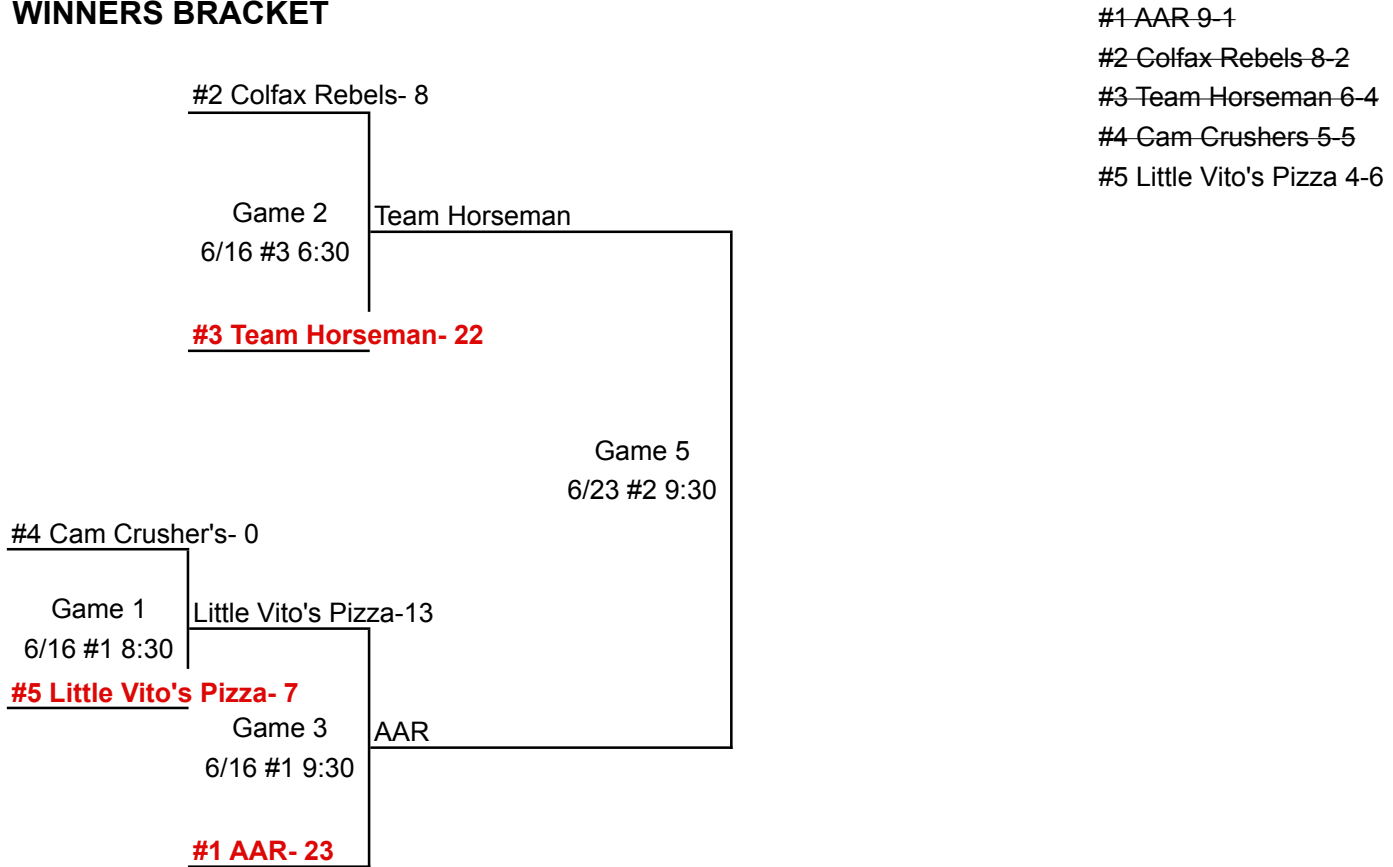 WINNERS BRACKET
#1 AAR 9-1
#2 Colfax Rebels 8-2
#3 Team Horseman 6-4
#4 Cam Crushers 5-5
#5 Little Vito's Pizza 4-6
#2 Colfax Rebels- 8
Game 2
6/16 #3 6:30
Team Horseman
#3 Team Horseman- 22
Game 5
6/23 #2 9:30
#4 Cam Crusher's- 0
Game 1
6/16 #1 8:30
Little Vito's Pizza-13
#5 Little Vito's Pizza- 7
Game 3
6/16 #1 9:30
AAR
#1 AAR- 23